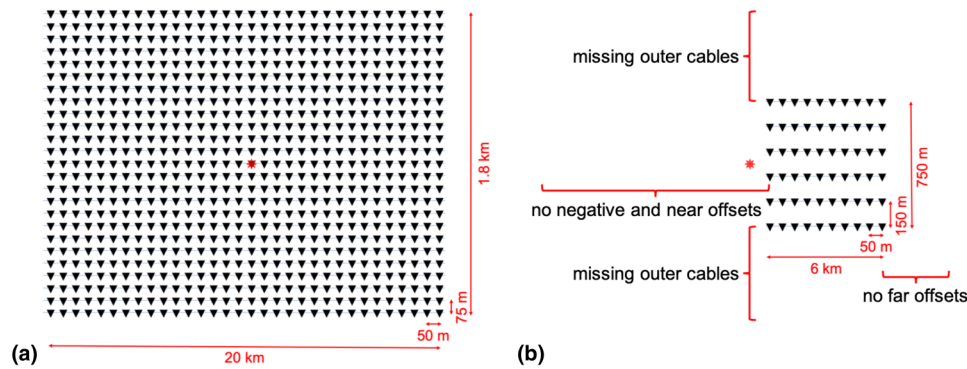 1.8 km
75 m
50 m
20 km
(a)
missing outer cables
no negative and near offsets
750 m
150 m
50 m
6 km
missing outer cables
no far offsets
(b)